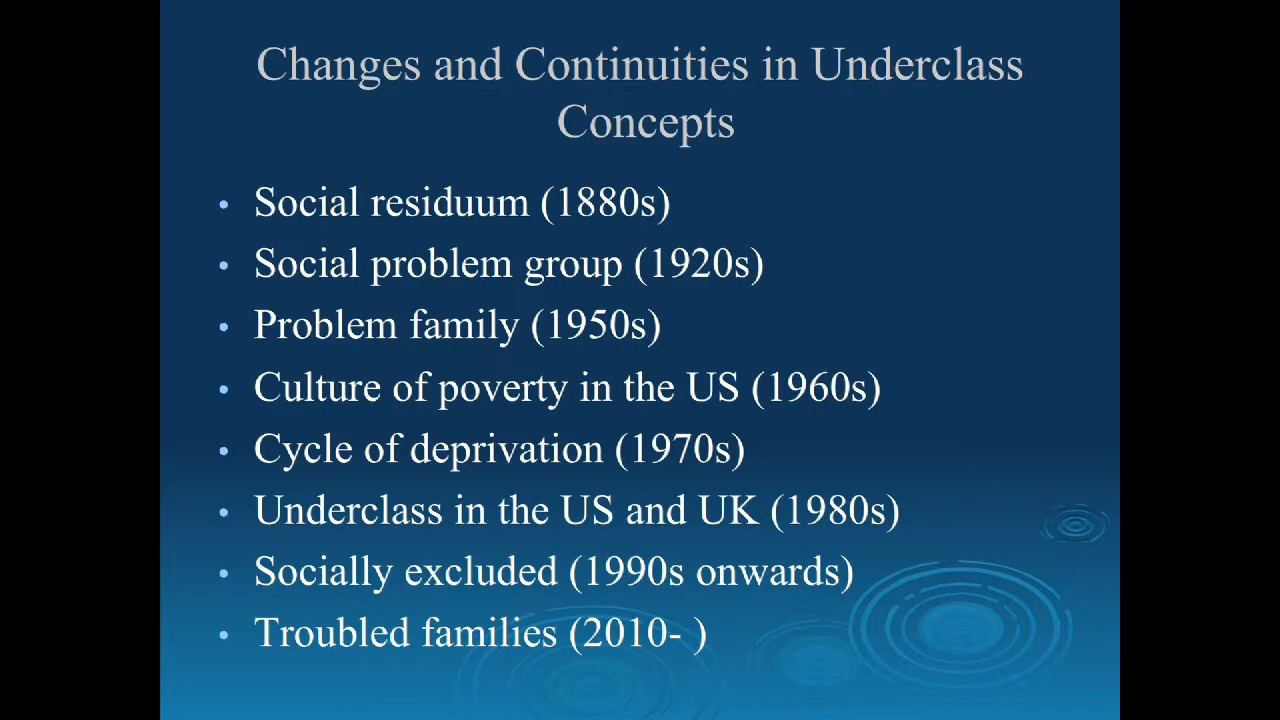 Changes and Continuities in Underclass
Concepts
• Social residuum (1880s)
• Social problem group (1920s)
• Problem family (1950s)
• Culture of poverty in the US (1960s)
• Cycle of deprivation (1970s)
• Underclass in the US and UK (1980s)
• Socially excluded (1990s onwards)
• Troubled families (2010- )